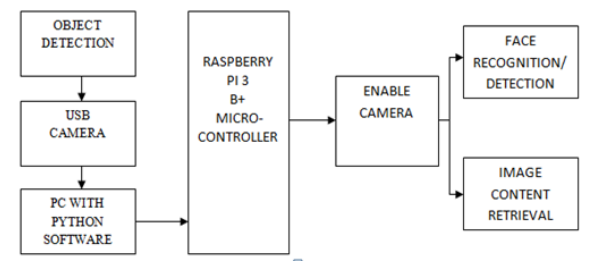 OBJECT
DETECTION
USB
CAMERA
PC WITH
PYTHON
SOFTWARE
RASPBERRY
PI 3
B+
MICRO-
CONTROLLER
ENABLE
CAMERA
FACE
RECOGNITION/
DETECTION
IMAGE
CONTENT
RETRIEVAL